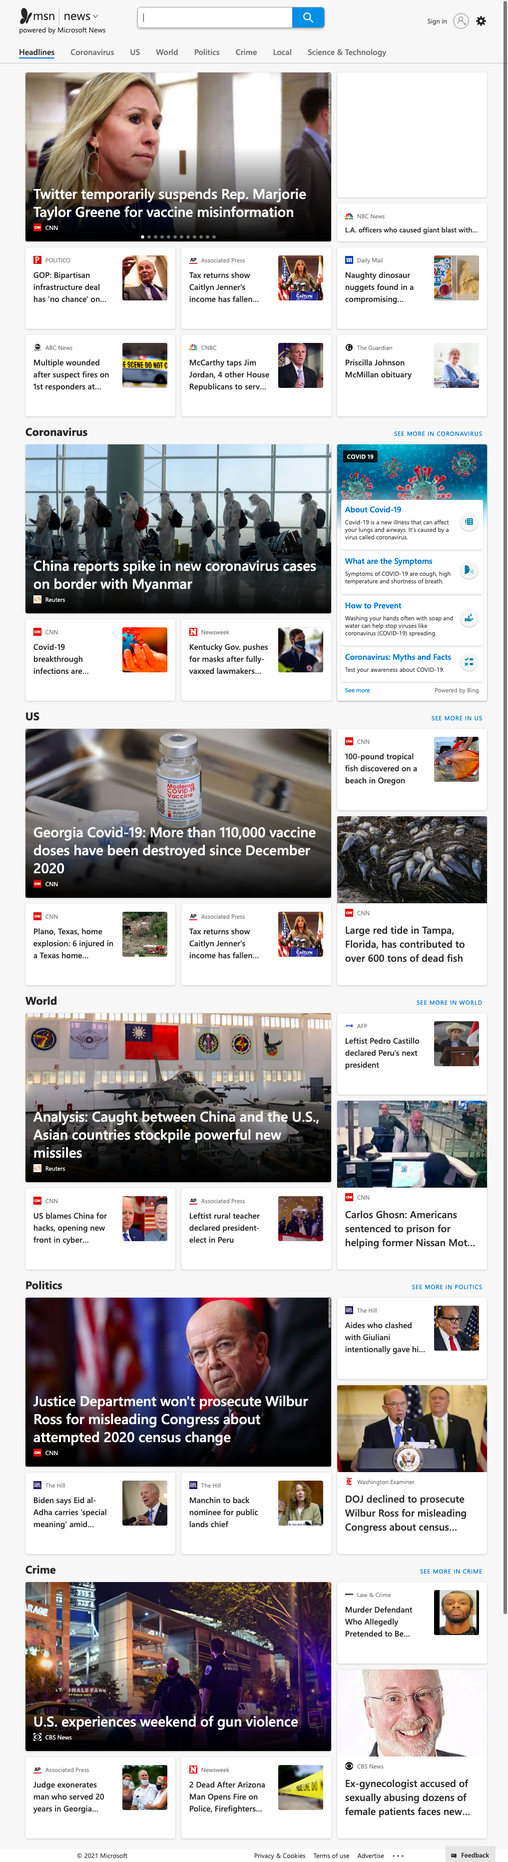 msn | news
powered by Microsoft News
Sign in
Headlines Coronavirus US World Politics Crime Local Science & Technology
Twitter temporarily suspends Rep. Marjorie
Taylor Greene for vaccine misinformation
CNN
NBC News
L.A. officers who caused giant blast with...
POLITICO
GOP: Bipartisan
infrastructure deal
has 'no chance' on...
Associated Press
Tax returns show
Caitlyn Jenner's
income has fallen...
Daily Mail
Naughty dinosaur
nuggets found in a
compromising...
ABC News
Multiple wounded
after suspect fires on
1st responders at...
CNBC
McCarthy taps Jim
Jordan, 4 other House
Republicans to serv...
The Guardian
Priscilla Johnson
McMillan obituary
Coronavirus
SEE MORE IN CORONAVIRUS
China reports spike in new coronavirus cases
on border with Myanmar
Reuters
COVID 19
About Covid-19
Covid-19 is a new illness that can affect
your lungs and airways. It's caused by a
virus called coronavirus.
What are the Symptoms
Symptoms of COVID-19 are cough, high
temperature and shortness of breath.
How to Prevent
Washing your hands often with soap and
water can help stop viruses like
coronavirus (COVID-19) spreading.
Coronavirus: Myths and Facts
Test your awareness about COVID-19.
See more
Powered by Bing
CNN
Covid-19
breakthrough
infections are...
Newsweek
Kentucky Gov. pushes
for masks after fully-
vaxxed lawmakers...
US
SEE MORE IN US
Georgia Covid-19: More than 110,000 vaccine
doses have been destroyed since December
2020
CNN
CNN
100-pound tropical
fish discovered on a
beach in Oregon
CNN
Large red tide in Tampa,
Florida, has contributed to
over 600 tons of dead fish
CNN
Plano, Texas, home
explosion: 6 injured in
a Texas home...
Associated Press
Tax returns show
Caitlyn Jenner's
income has fallen...
World
SEE MORE IN WORLD
Analysis: Caught between China and the U.S.,
Asian countries stockpile powerful new
missiles
Reuters
AFP
Leftist Pedro Castillo
declared Peru's next
president
CNN
Carlos Ghosn: Americans
sentenced to prison for
helping former Nissan Mot...
CNN
US blames China for
hacks, opening new
front in cyber...
Associated Press
Leftist rural teacher
declared president-
elect in Peru
Politics
SEE MORE IN POLITICS
Justice Department won't prosecute Wilbur
Ross for misleading Congress about
attempted 2020 census change
CNN
The Hill
Aides who clashed
with Giuliani
intentionally gave hi...
Washington Examiner
DOJ declined to prosecute
Wilbur Ross for misleading
Congress about census...
The Hill
Biden says Eid al-
Adha carries 'special
meaning' amid...
The Hill
Manchin to back
nominee for public
lands chief
Crime
SEE MORE IN CRIME
U.S. experiences weekend of gun violence
CBS News
Law & Crime
Murder Defendant
Who Allegedly
Pretended to Be...
CBS News
Ex-gynecologist accused of
sexually abusing dozens of
female patients faces new...
Associated Press
Judge exonerates
man who served 20
years in Georgia...
Newsweek
2 Dead After Arizona
Man Opens Fire on
Police, Firefighters...
© 2021 Microsoft
Privacy & Cookies Terms of use Advertise
Feedback